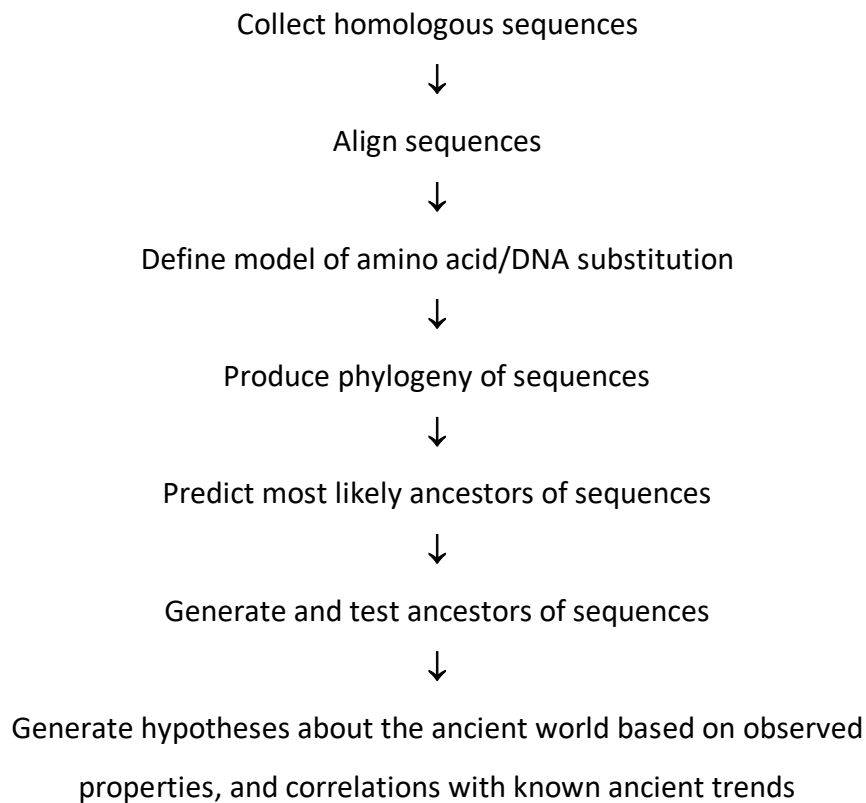 Collect homologous sequences
↓
Align sequences
↓
Define model of amino acid/DNA substitution
↓
Produce phylogeny of sequences
↓
Predict most likely ancestors of sequences
↓
Generate and test ancestors of sequences
↓
Generate hypotheses about the ancient world based on observed
properties, and correlations with known ancient trends